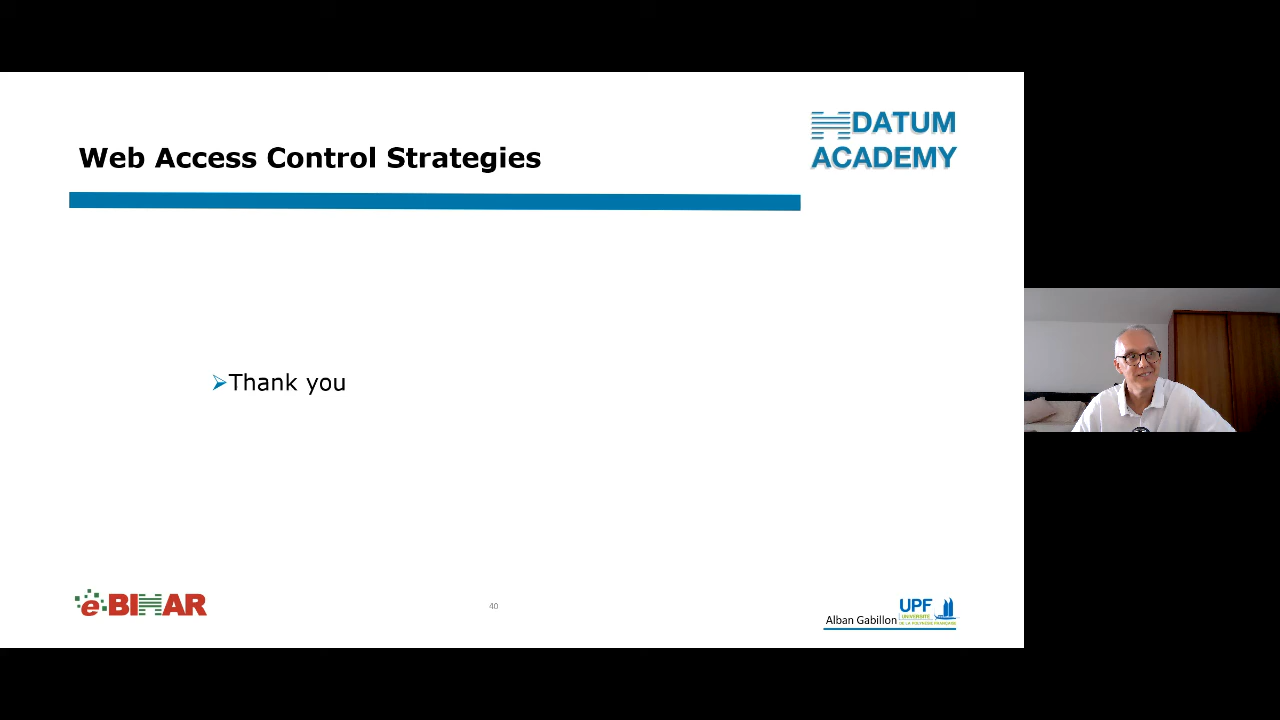 DATUM
ACADEMY
Web Access Control Strategies
Thank you
e-BIHAR
40
Alban Gabillon
UPF
UNIVERSITÉ
DE LA POLYNÉSIE FRANÇAISE